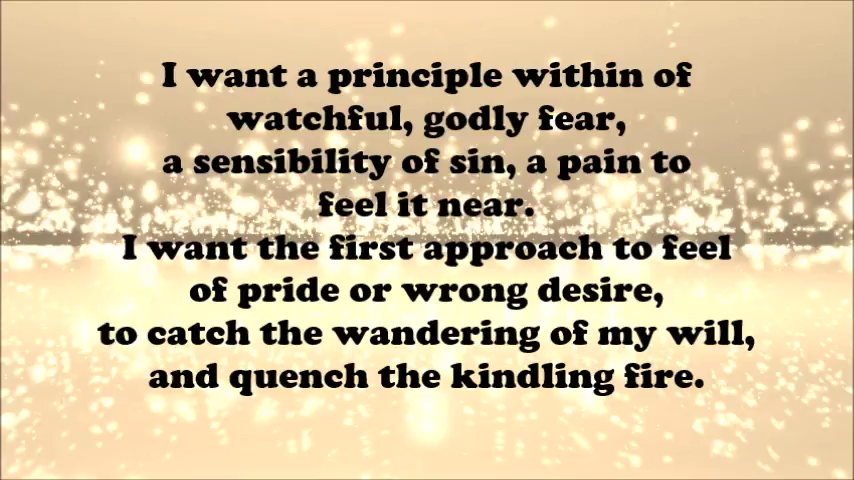 I want a principle within of
watchful, godly fear,
a sensibility of sin, a pain to
feel it near.
I want the first approach to feel
of pride or wrong desire,
to catch the wandering of my will,
and quench the kindling fire.